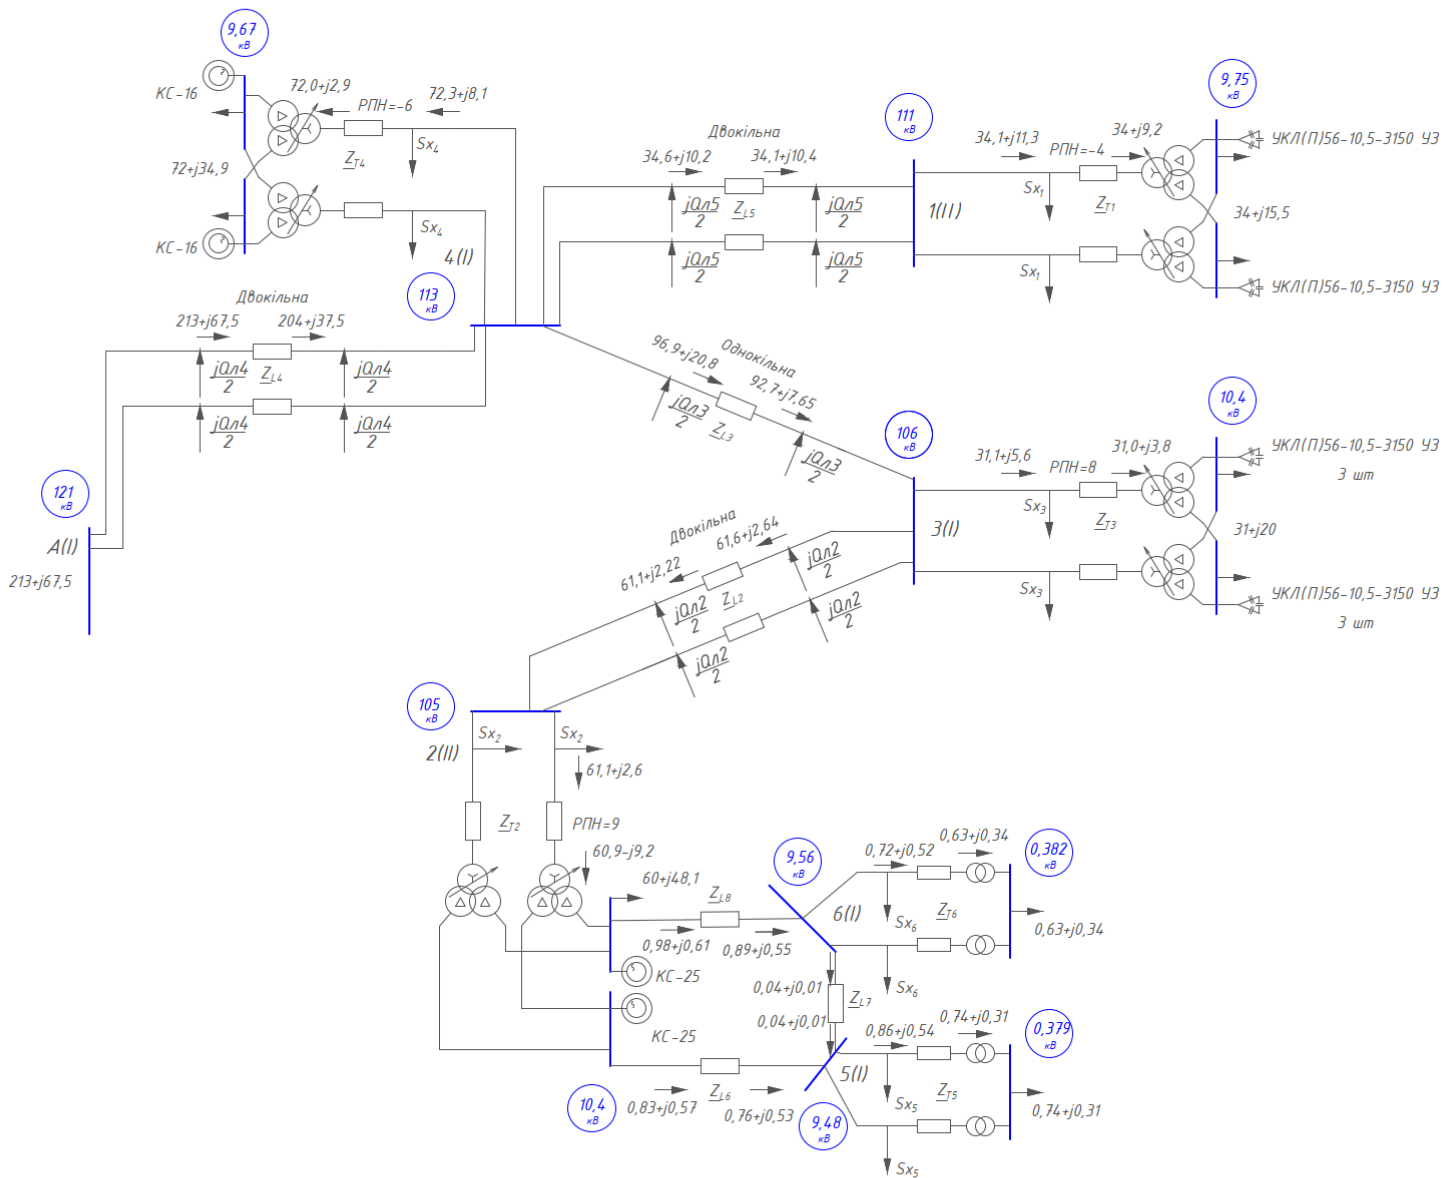 9,67
кВ
КС-16
72,0+j2,9
РПН=-6
72,3+j8,1
Sx4
ZТ4
72+j34,9
Sx4
КС-16
4(I)
113
кВ
Двокільна
213+j67,5
204+j37,5
jQл4
2
ZL4
jQл4
2
jQл4
2
jQл4
2
121
кВ
А(I)
213+j67,5
Двокільна
34,6+j10,2
34,1+j10,4
jQл5
2
ZL5
jQл5
2
jQл5
2
jQл5
2
111
кВ
1(II)
34,1+j11,3
РПН=-4
34+j9,2
Sx1
ZТ1
Sx1
9,75
кВ
УКЛ(П)56-10,5-3150 УЗ
34+j15,5
УКЛ(П)56-10,5-3150 УЗ
96,9+j20,8
Однокільна
92,7+j7,65
jQл3
2
ZL3
jQл3
2
106
кВ
3(I)
31,1+j5,6
РПН=8
31,0+j3,8
Sx3
ZТ3
Sx3
10,4
кВ
УКЛ(П)56-10,5-3150 УЗ
3 шт
31+j20
УКЛ(П)56-10,5-3150 УЗ
3 шт
Двокільна
61,6+j2,64
61,1+j2,22
jQл2
2
jQл2
2
ZL2
jQл2
2
jQл2
2
105
кВ
2(II)
Sx2
Sx2
61,1+j2,6
ZТ2
РПН=9
60,9-j9,2
60+j48,1
ZL8
0,98+j0,61
0,89+j0,55
КС-25
КС-25
10,4
кВ
0,83+j0,57
ZL6
0,76+j0,53
9,56
кВ
6(I)
0,72+j0,52
0,63+j0,34
Sx6
ZТ6
Sx6
0,382
кВ
0,63+j0,34
0,04+j0,01
ZL7
0,04+j0,01
5(I)
9,48
кВ
0,86+j0,54
0,74+j0,31
Sx5
ZТ5
Sx5
0,379
кВ
0,74+j0,31